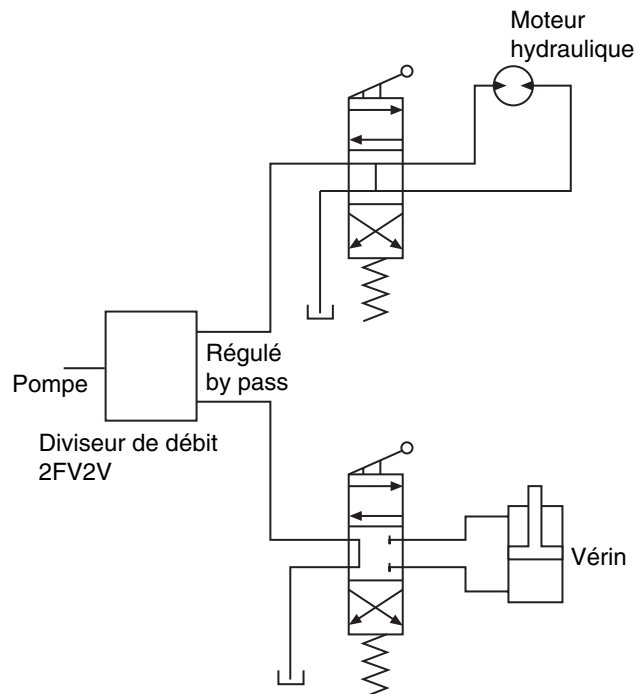 Moteur
hydraulique
Régulé
by pass
Pompe
Diviseur de débit
2FV2V
Vérin